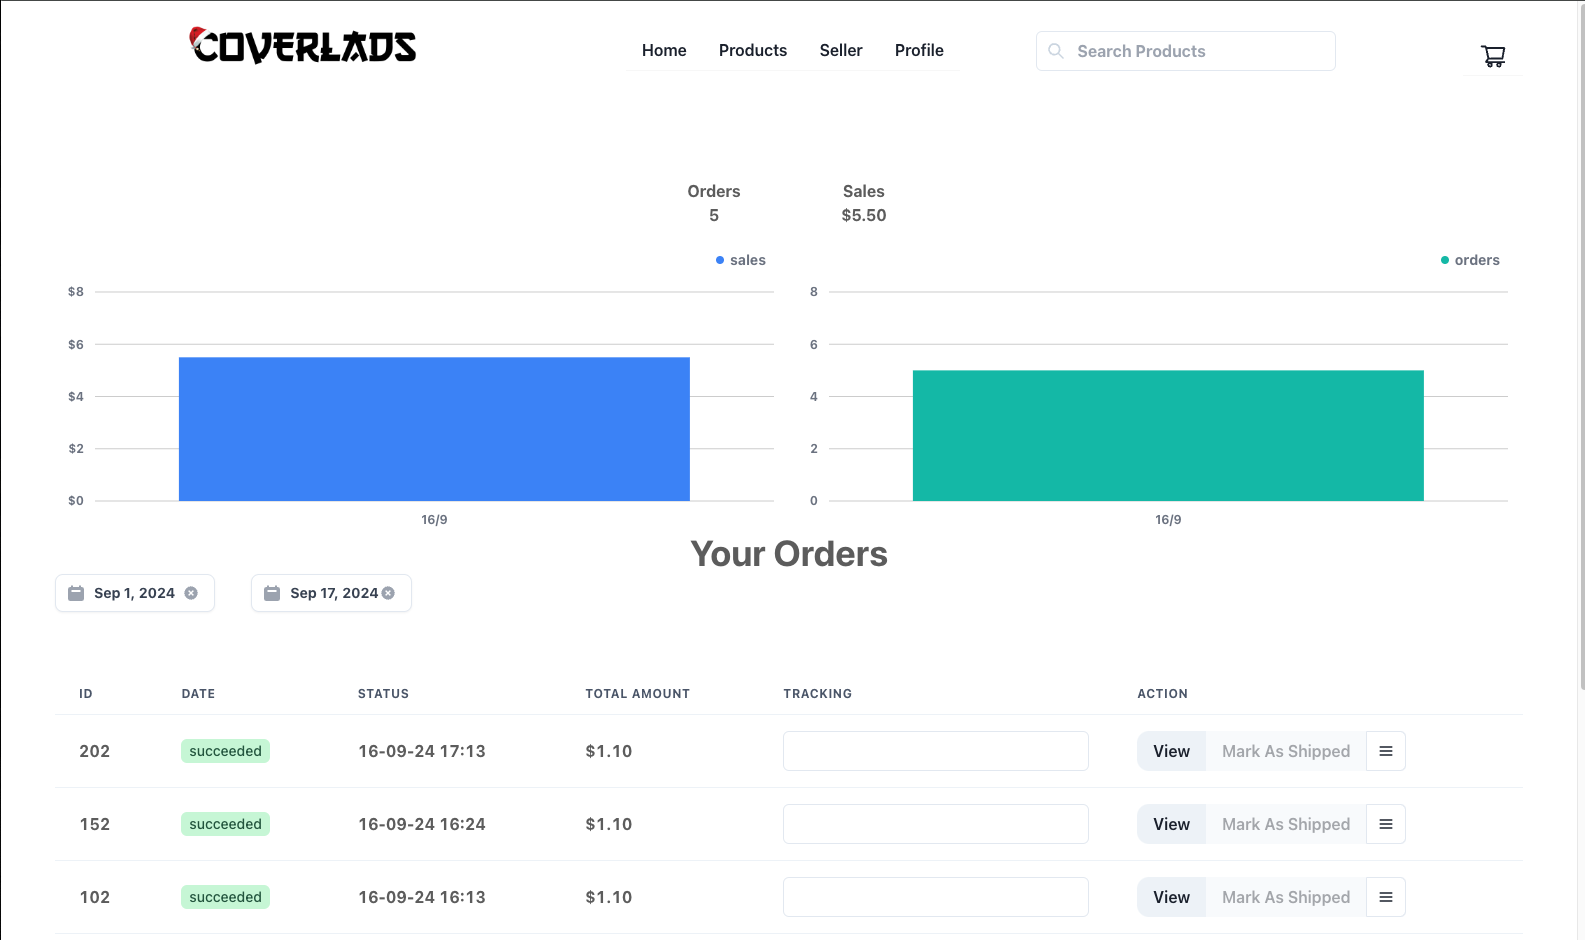 COVERLADS
Home Products Seller Profile
Search Products
Orders Sales
5 $5.50
sales
orders
$8
$6
$4
$2
$0
16/9
8
6
4
2
0
16/9
Your Orders
Sep 1, 2024 Sep 17, 2024
ID DATE STATUS TOTAL AMOUNT TRACKING ACTION
202 succeeded 16-09-24 17:13 $1.10 View Mark As Shipped
152 succeeded 16-09-24 16:24 $1.10 View Mark As Shipped
102 succeeded 16-09-24 16:13 $1.10 View Mark As Shipped